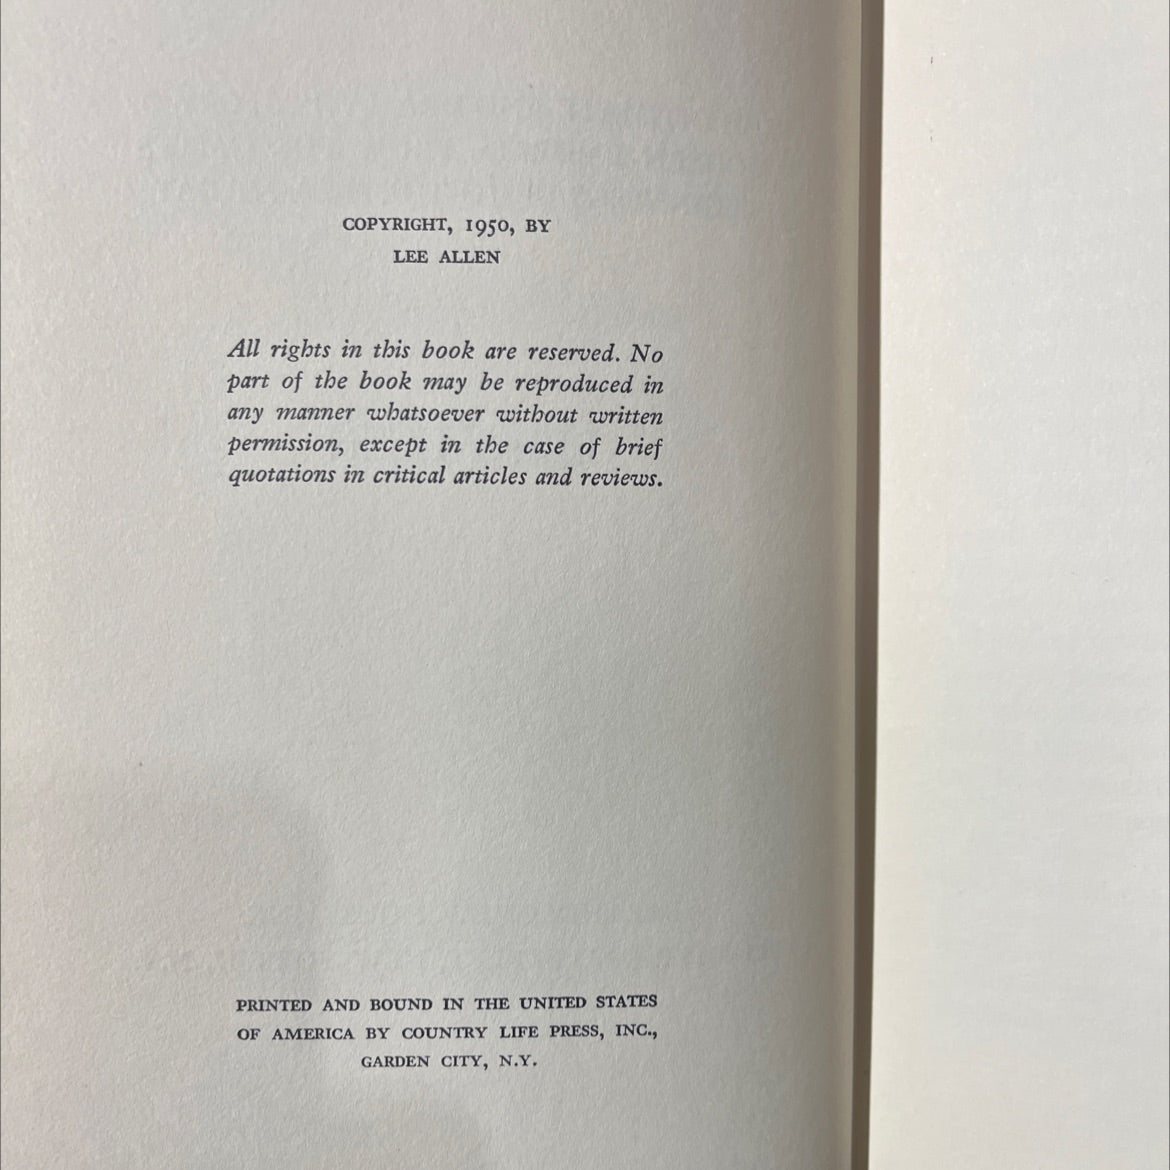 COPYRIGHT, 1950, BY
LEE ALLEN
All rights in this book are reserved. No
part of the book may be reproduced in
any manner whatsoever without written
permission, except in the case of brief
quotations in critical articles and reviews.
PRINTED AND BOUND IN THE UNITED STATES
OF AMERICA BY COUNTRY LIFE PRESS, INC.,
GARDEN CITY, N.Y.